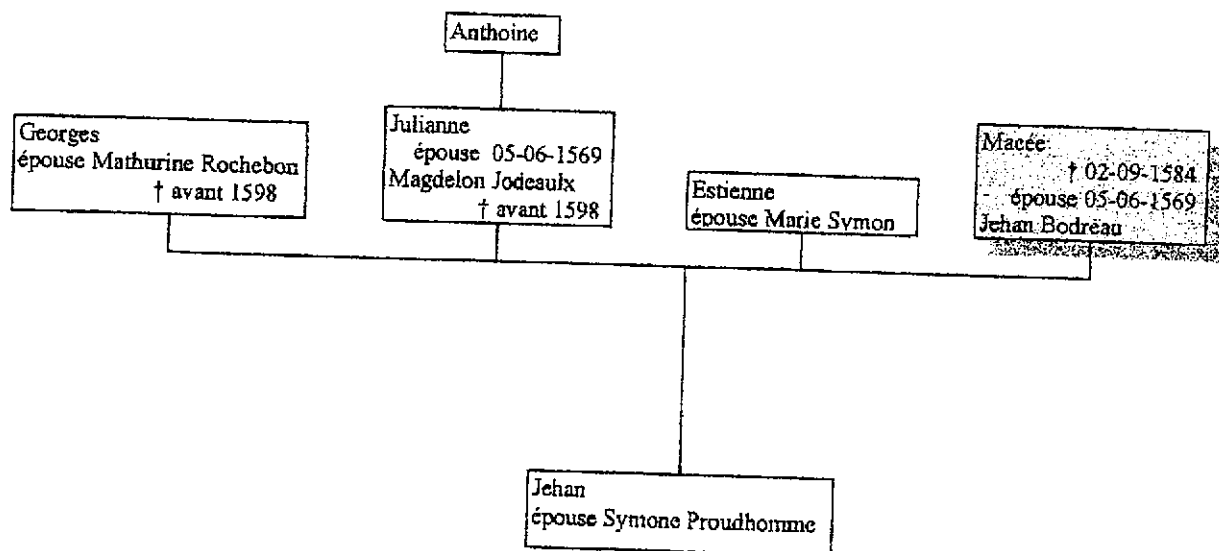 Anthoine
Georges
épouse Mathurine Rochebon
† avant 1598
Julianne
épouse 05-06-1569
Magdelon Jodeaulx
† avant 1598
Estienne
épouse Marie Symon
Macée
† 02-09-1584
épouse 05-06-1569
Jehan Bodréau
Jehan
épouse Symone Proudhomme